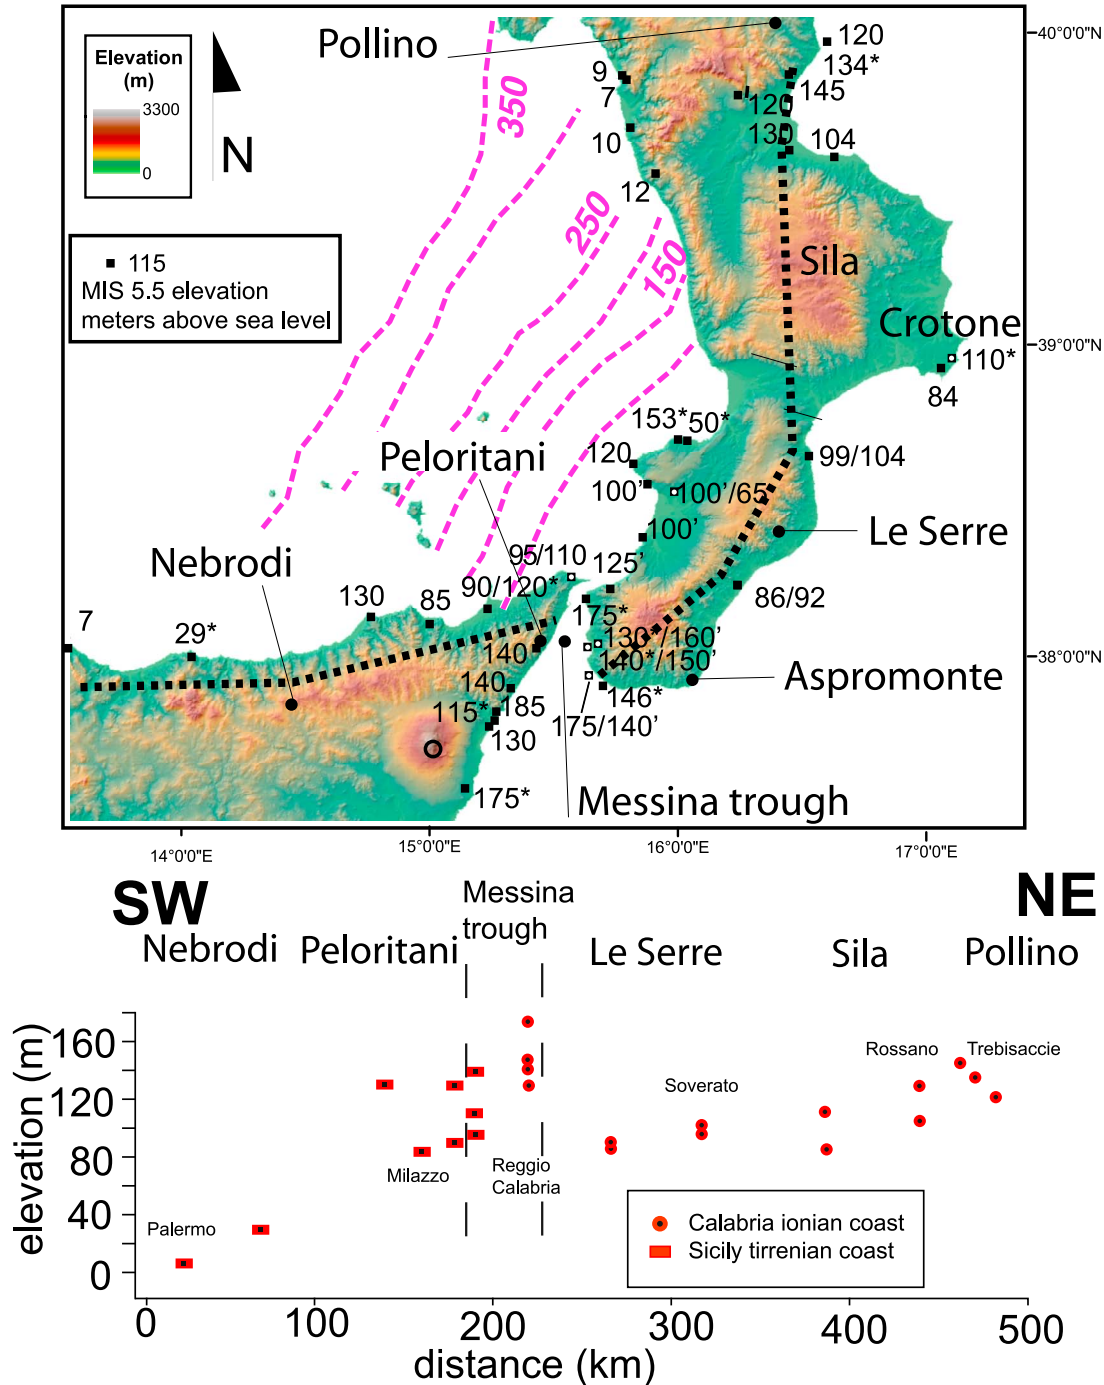 Elevation
(m)
3300
0
N
115
MIS 5.5 elevation
meters above sea level
350
250
150
Pollino
9
7
10
12
120
134*
145
120
130
104
Sila
Crotone
110*
84
153*
50*
120
100'
100'/65
99/104
100'
Le Serre
Peloritani
Nebrodi
95/110
125'
90/120*
130
85
7
29*
175*
86/92
130*/160'
140*/150'
140
140
Aspromonte
146*
185
115*
130
175/140'
175*
Messina trough
40°0'0"N
39°0'0"N
38°0'0"N
14°0'0"E
15°0'0"E
16°0'0"E
17°0'0"E
SW
NE
Messina
trough
Nebrodi
Peloritani
Le Serre
Sila
Pollino
elevation (m)
160
120
80
40
0
Palermo
Milazzo
Reggio
Calabria
Soverato
Rossano
Trebisaccie
Calabria ionian coast
Sicily tirrenian coast
0
100
200
300
400
500
distance (km)